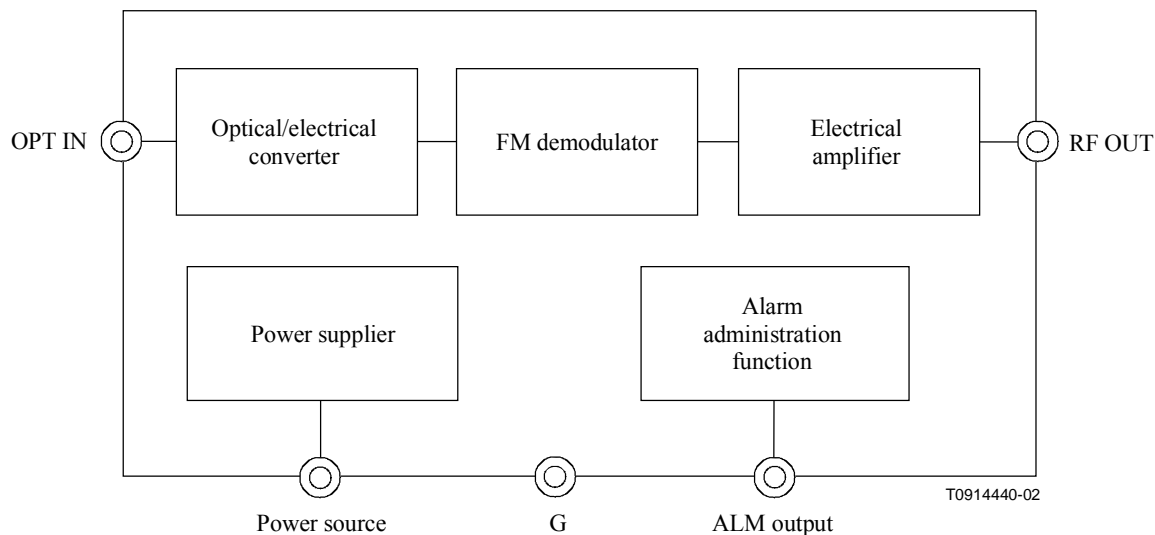 OPT IN
Optical/electrical
converter
FM demodulator
Electrical
amplifier
RF OUT
Power supplier
Alarm
administration
function
T0914440-02
Power source
G
ALM output